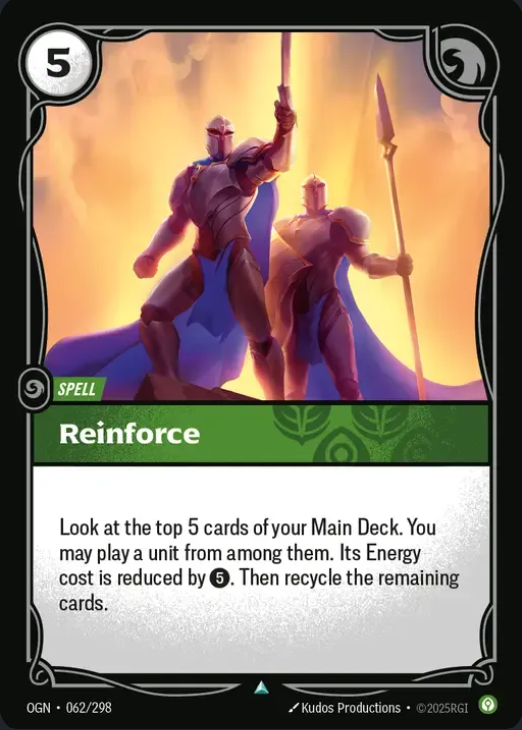 5
SPELL
Reinforce
Look at the top 5 cards of your Main Deck. You
may play a unit from among them. Its Energy
cost is reduced by 5. Then recycle the remaining
cards.
OGN • 062/298
Kudos Productions • ©2025RGI